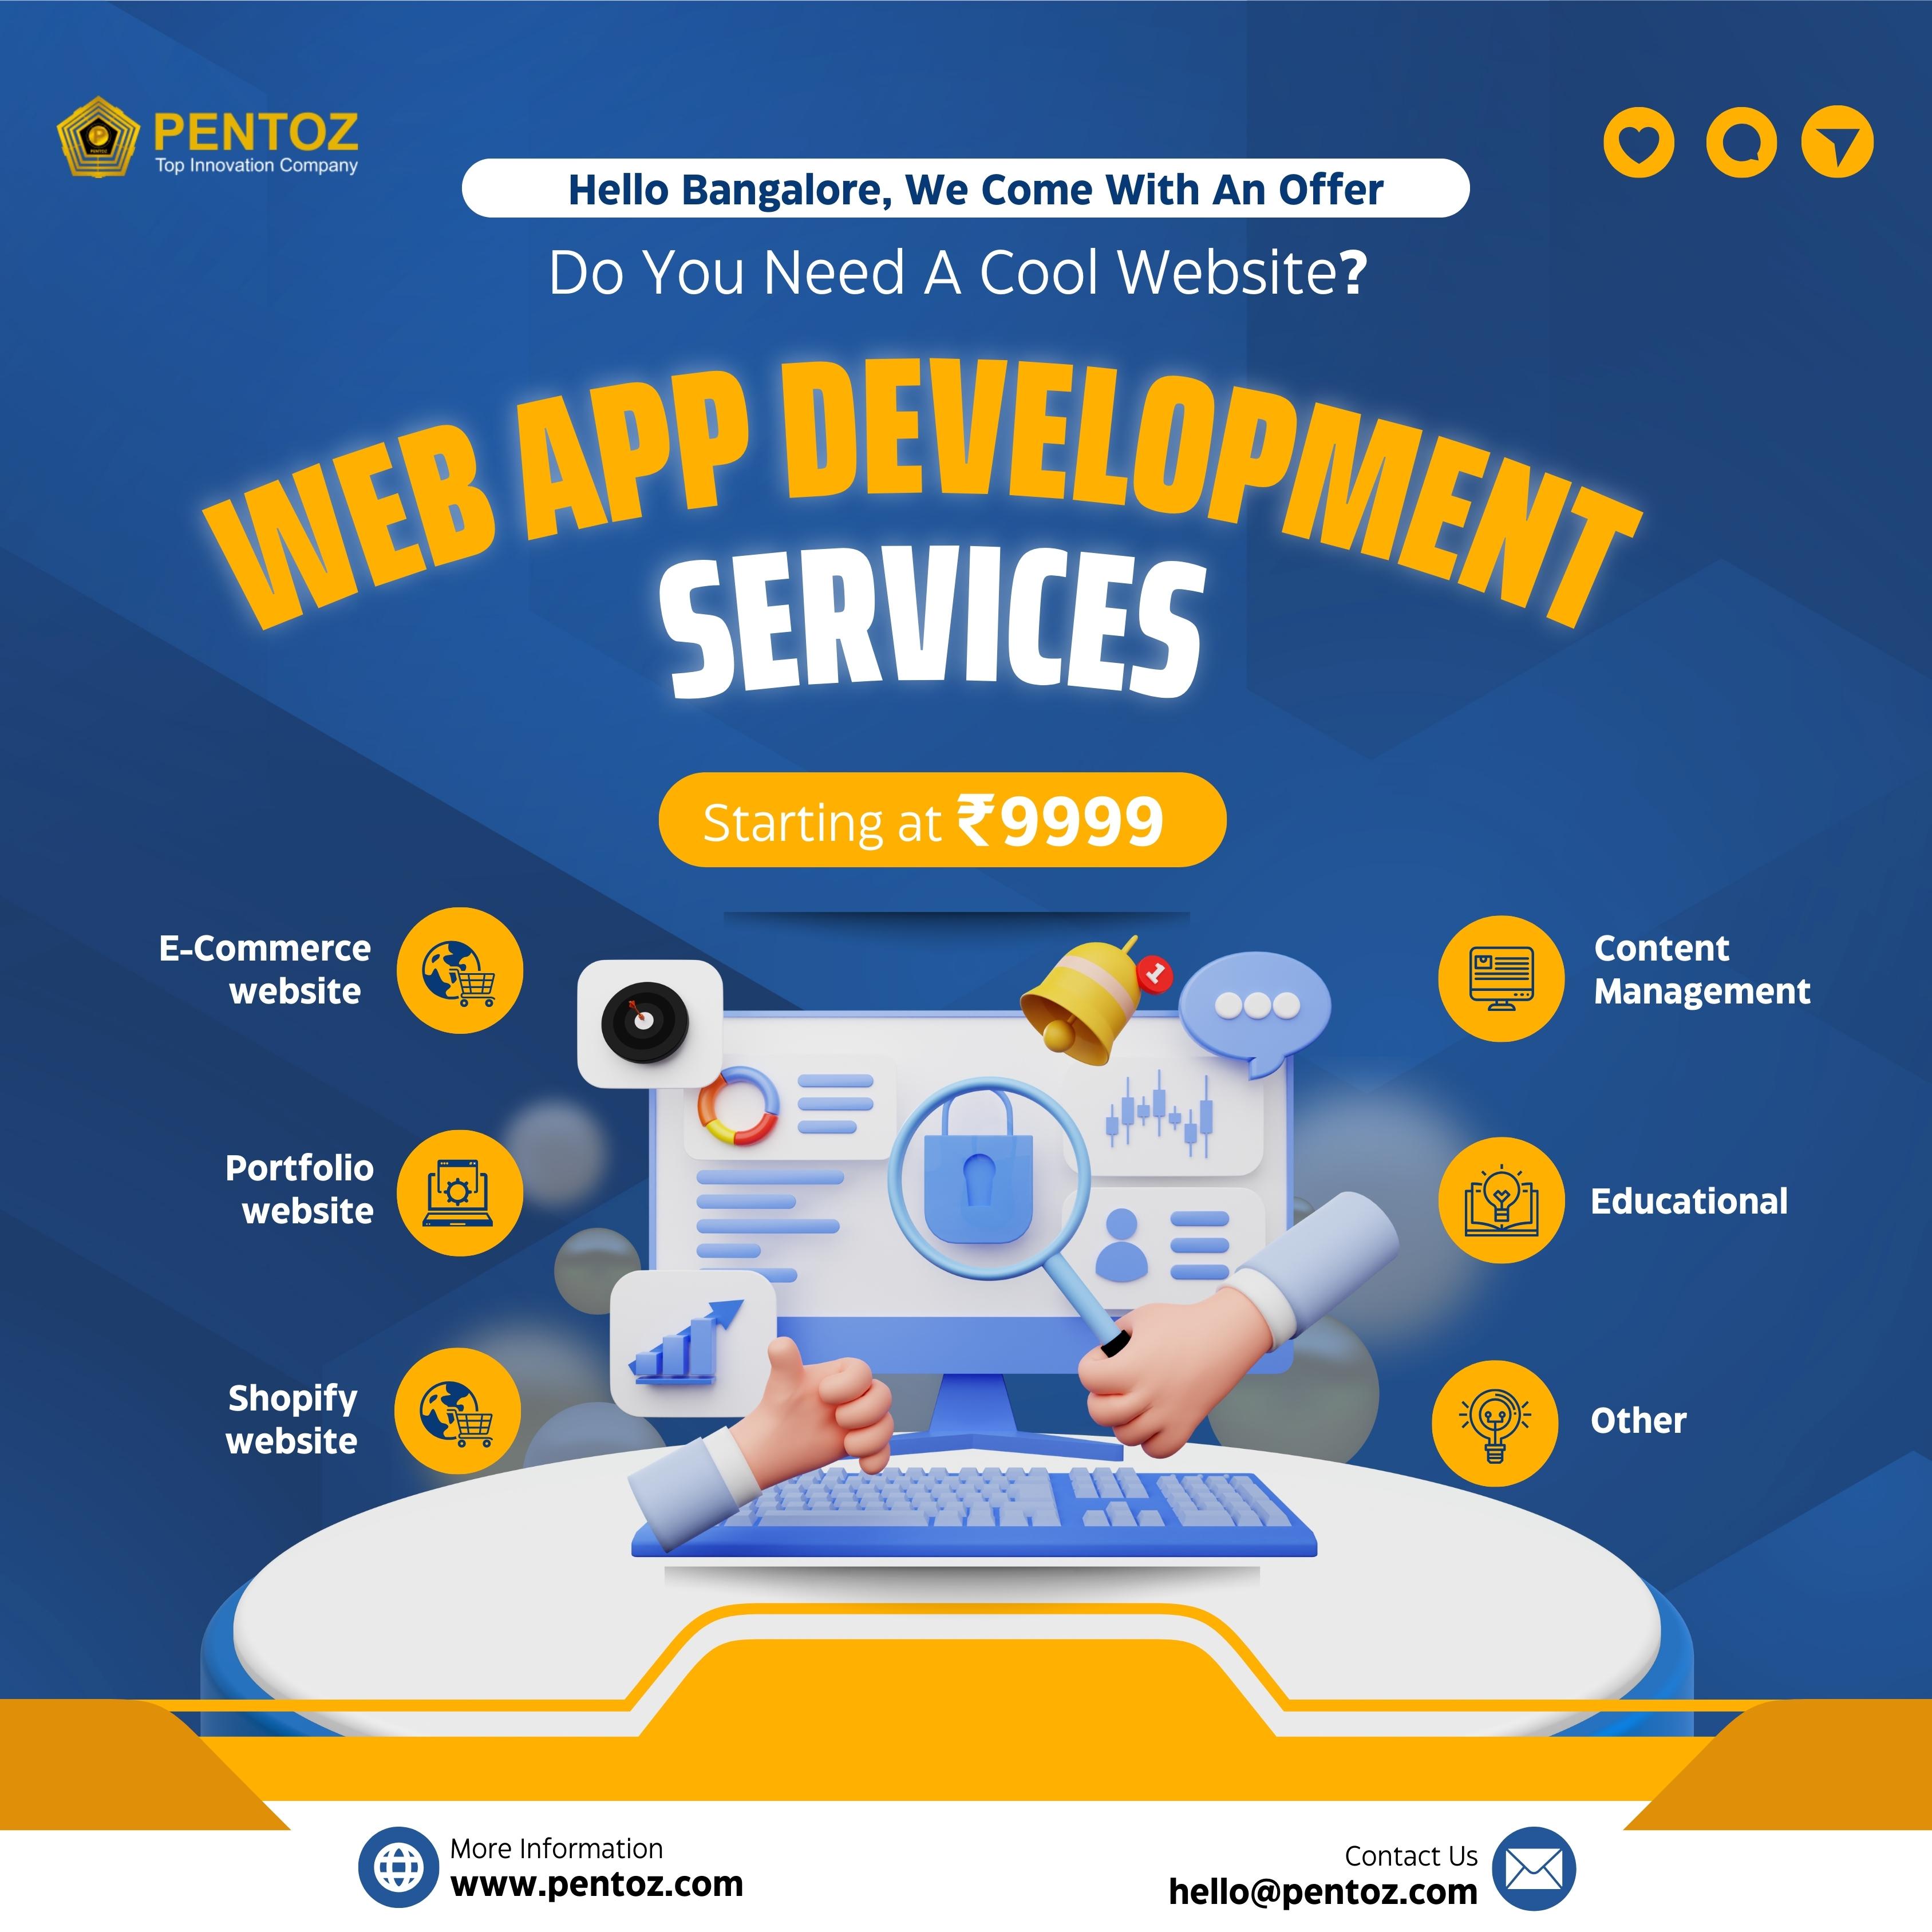 PENTOZ
Top Innovation Company
Hello Bangalore, We Come With An Offer
Do You Need A Cool Website?
WEB APP DEVELOPMENT
SERVICES
Starting at ₹9999
E-Commerce
website
Portfolio
website
Shopify
website
1
Content
Management
Educational
Other
More Information
www.pentoz.com
Contact Us
hello@pentoz.com